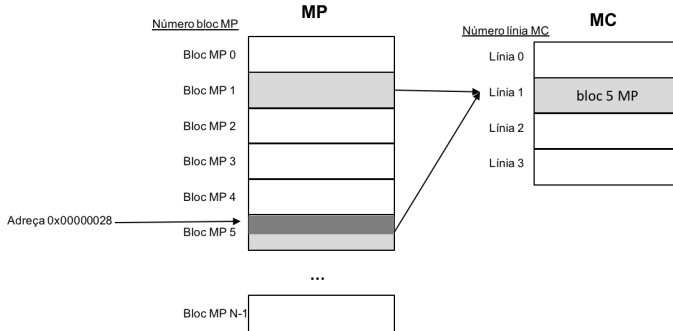 MP
Número bloc MP
Bloc MP 0
Bloc MP 1
Bloc MP 2
Bloc MP 3
Bloc MP 4
Adreça 0x00000028
Bloc MP 5
...
Bloc MP N-1
MC
Número línia MC
Línia 0
Línia 1
bloc 5 MP
Línia 2
Línia 3